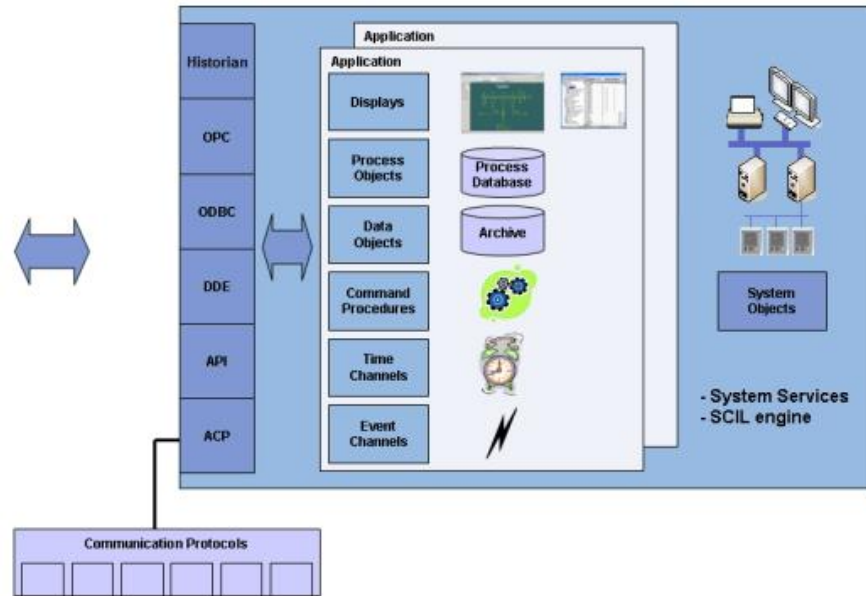 Application
Application
Historian
OPC
ODBC
DDE
API
ACP
Displays
Process
Objects
Process
Database
Data
Objects
Archive
Command
Procedures
Time
Channels
Event
Channels
System
Objects
- System Services
- SCIL engine
Communication Protocols